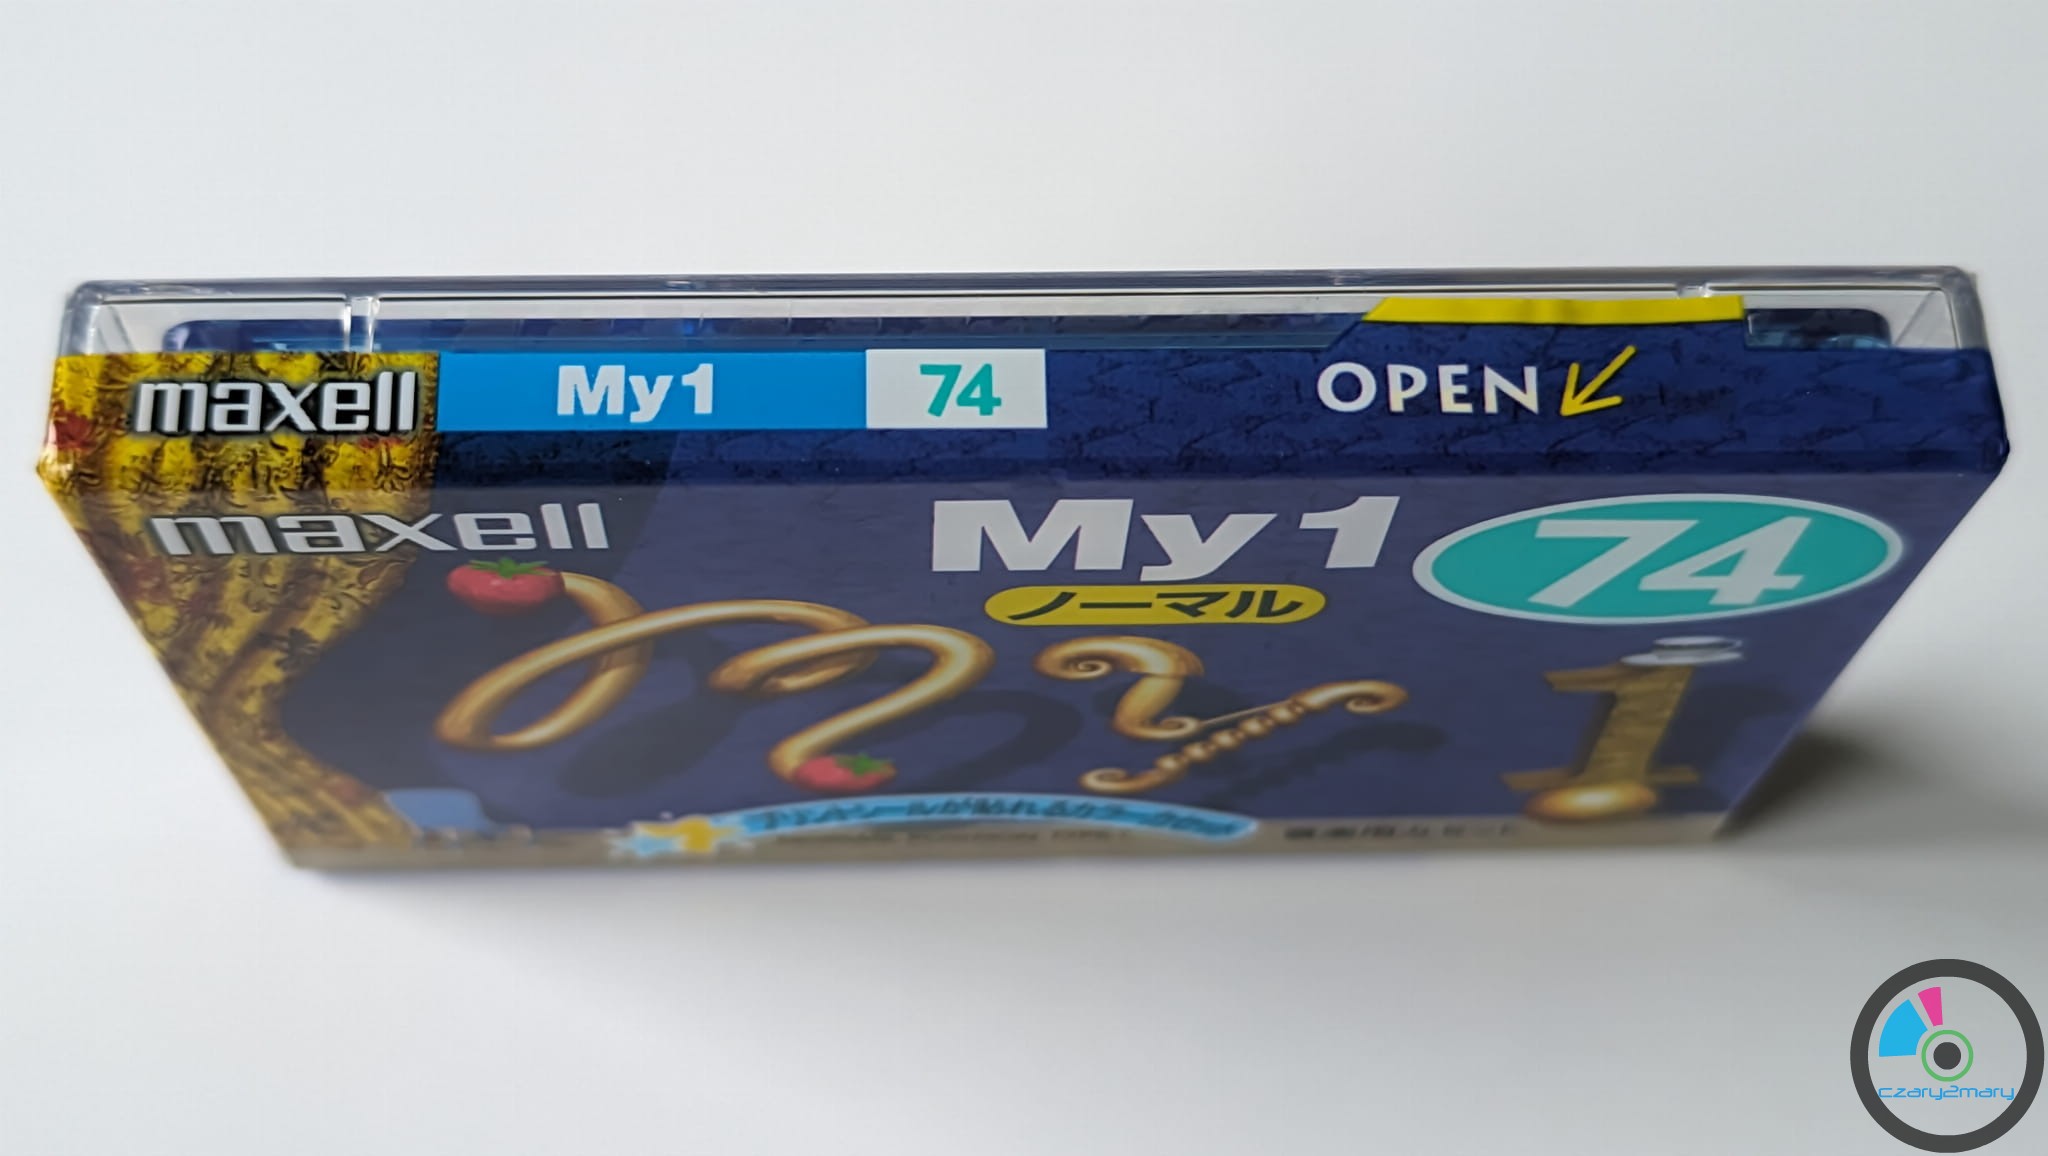 maxell My1 74 OPEN
maxell My1 74
ノーマル
czary2mary